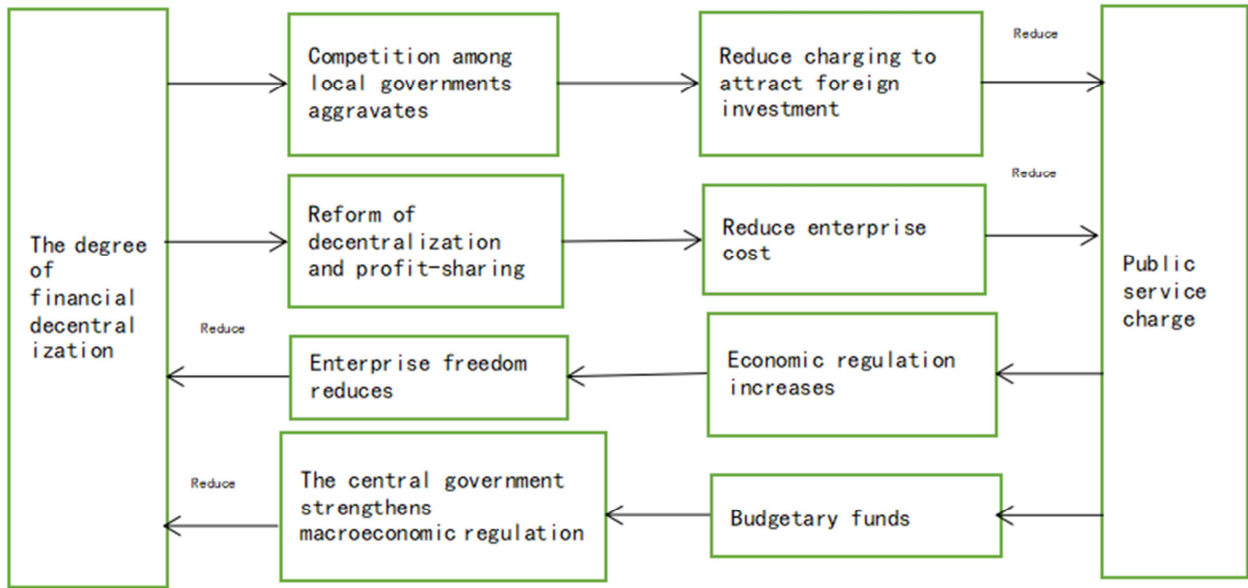 The degree
of
financial
decentral
ization
Competition among
local governments
aggravates
Reduce charging to
attract foreign
investment
Reduce
Reform of
decentralization
and profit-sharing
Reduce enterprise
cost
Reduce
Public
service
charge
Economic regulation
increases
Enterprise freedom
reduces
Reduce
Budgetary funds
The central government
strengthens
macroeconomic regulation
Reduce